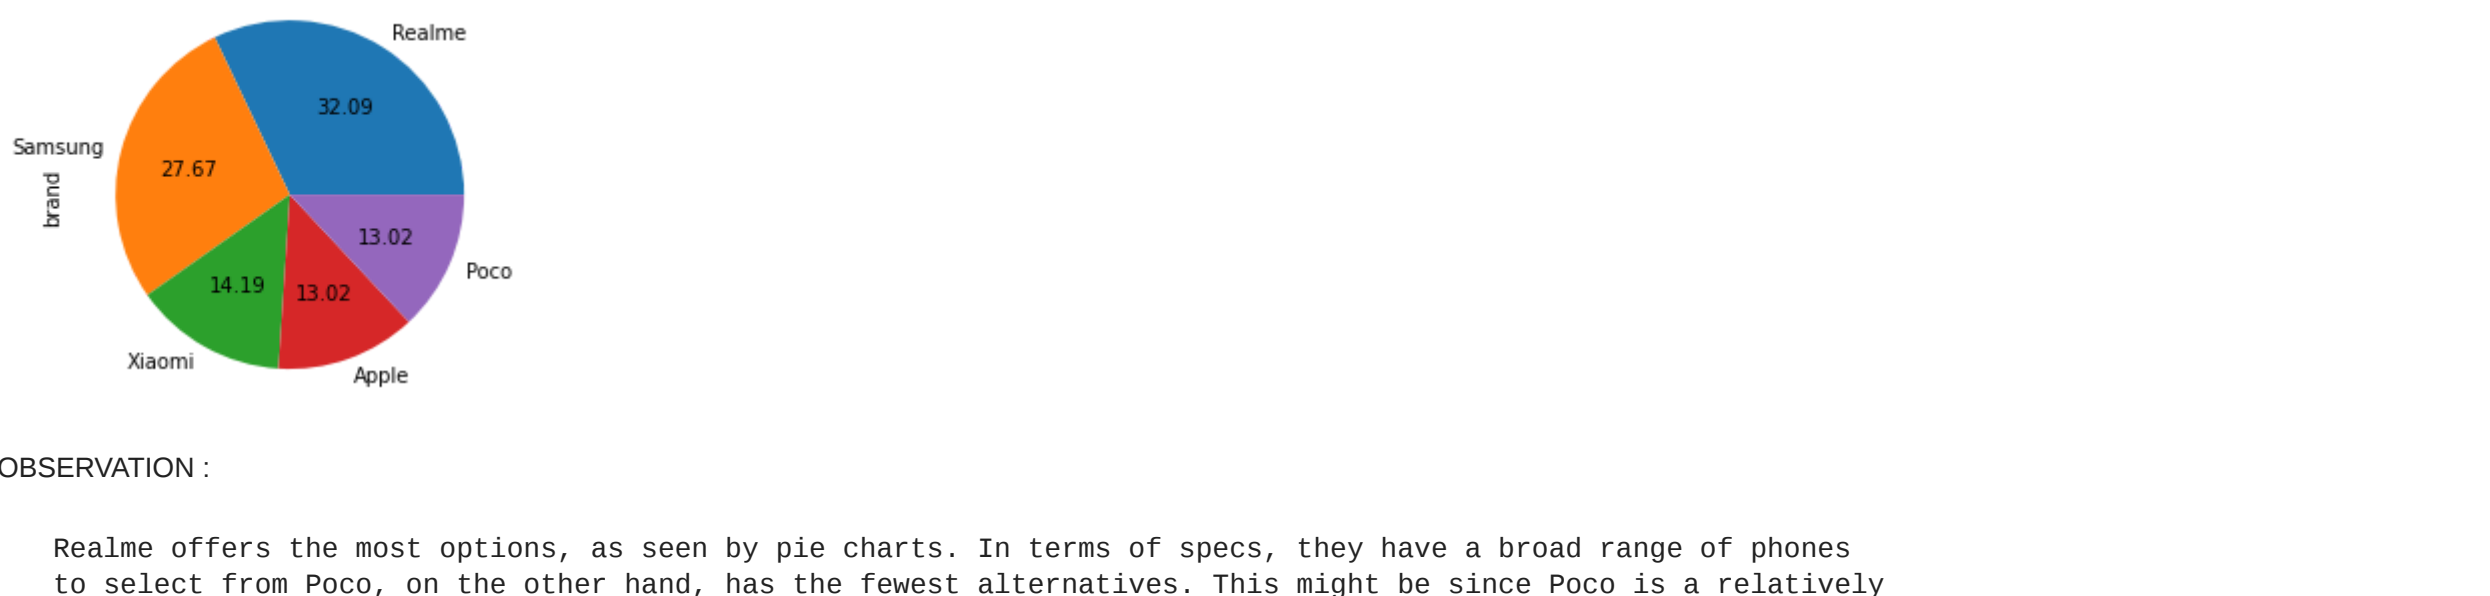 Realme
32.09
Samsung
27.67
brand
13.02
Poco
14.19
13.02
Xiaomi
Apple
OBSERVATION :
Realme offers the most options, as seen by pie charts. In terms of specs, they have a broad range of phones
to select from Poco, on the other hand, has the fewest alternatives. This might be since Poco is a relatively